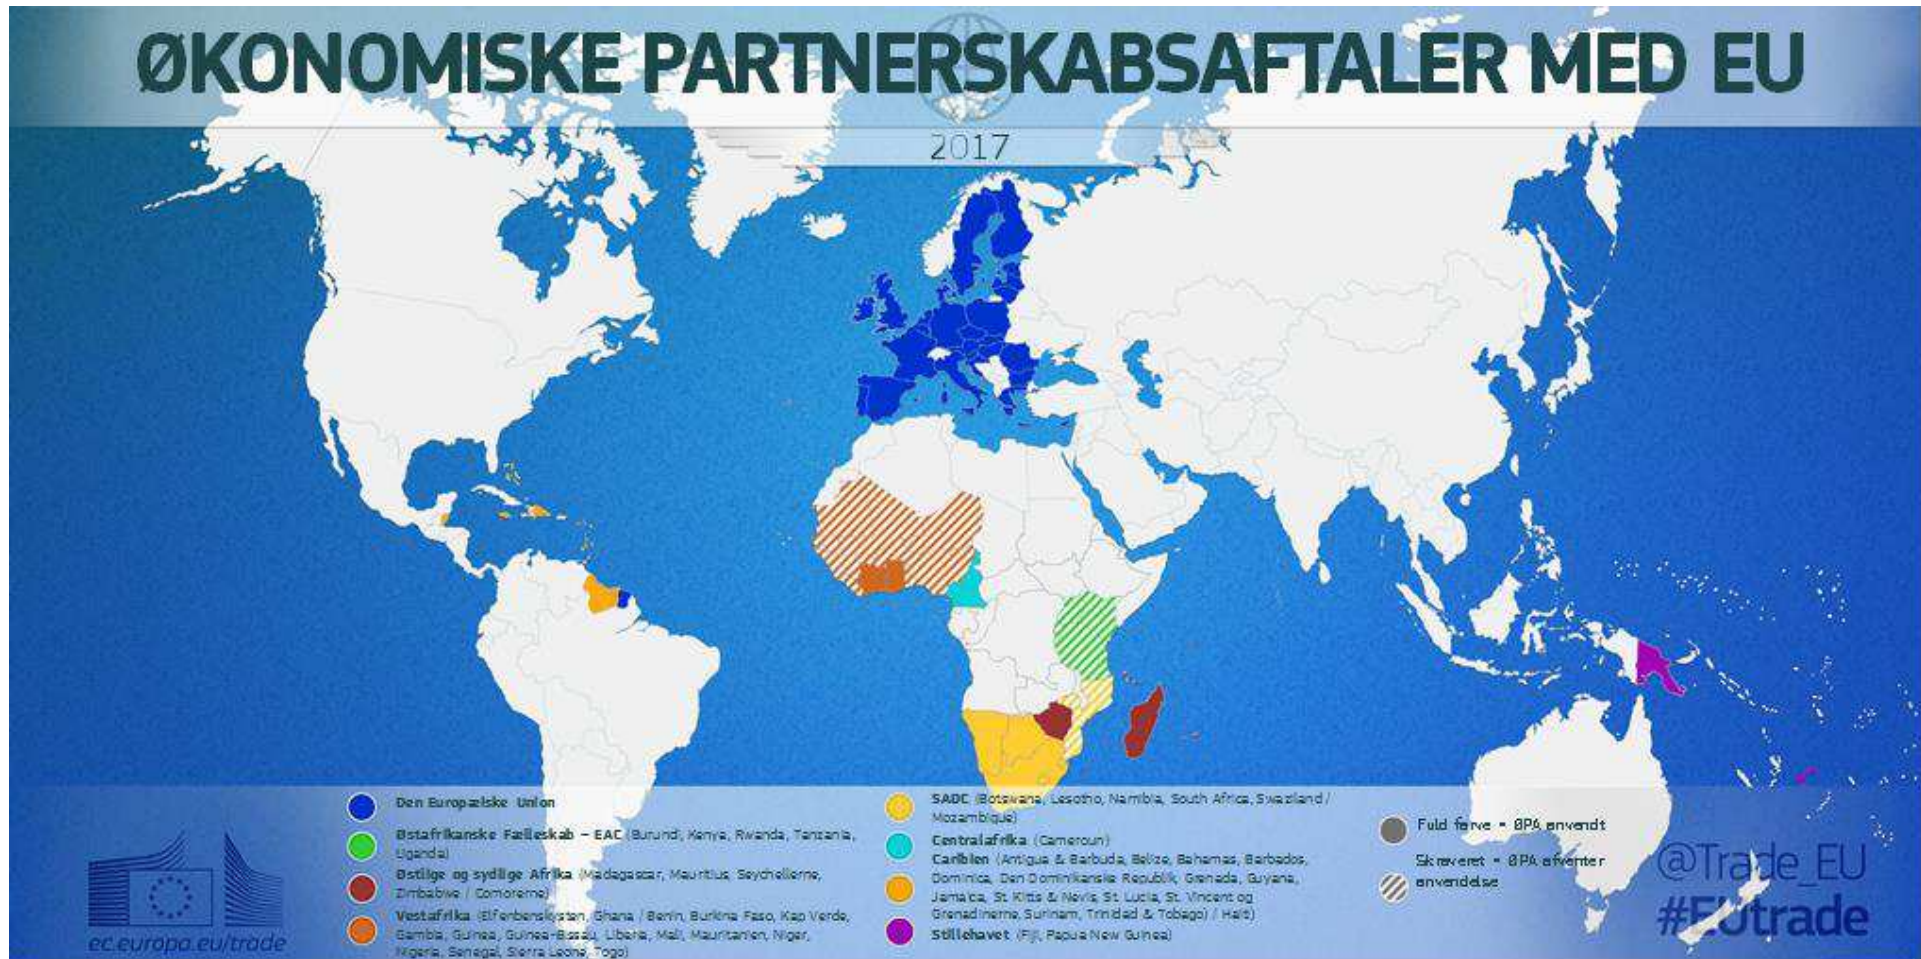 ØKONOMISKE PARTNERSKABSAFTALER MED EU
2017
Den Europæiske Union
Østafrikanske Fælleskab – EAC (Burundi, Kenya, Rwanda, Tanzania,
Uganda)
Østlige og sydlige Afrika (Madagascar, Mauritius, Seychellerne,
Zimbabwe / Comorerne)
Vestafrika (Elfenbenskysten, Ghana / Benin, Burkina Faso, Kap Verde,
Gambia, Guinea, Guinea-Bissau, Liberia, Mali, Mauritanien, Niger,
Nigeria, Senegal, Sierra Leone, Togo)
SADC (Botswana, Lesotho, Namibia, South Africa, Swaziland /
Mozambique)
Centralafrika (Cameroun)
Caribien (Antigua & Barbuda, Belize, Bahamas, Barbados,
Dominica, Den Dominikanske Republik, Grenada, Guyana,
Jamaica, St Kitts & Nevis, St. Lucia, St. Vincent og
Grenadinerne, Surinam, Trinidad & Tobago) / Haiti)
Stillehavet (Fiji, Papua New Guinea)
Fuld farve = ØPA anvendt
Skraveret = ØPA afventer
anvendelse
ec.europa.eu/trade
@Trade_EU
#EUtrade